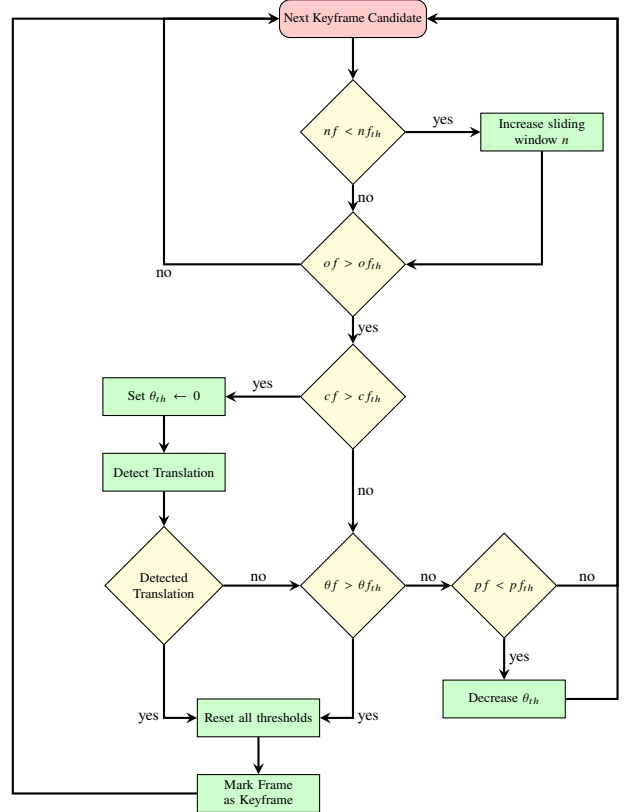 Next Keyframe Candidate
nf < nf_th
yes
Increase sliding
window n
no
of > of_th
no
yes
cf > cf_th
yes
Set θ_th ← 0
Detect Translation
no
Detected
Translation
no
θf > θf_th
no
pf < pf_th
no
yes
Decrease θ_th
yes
Reset all thresholds
yes
Mark Frame
as Keyframe